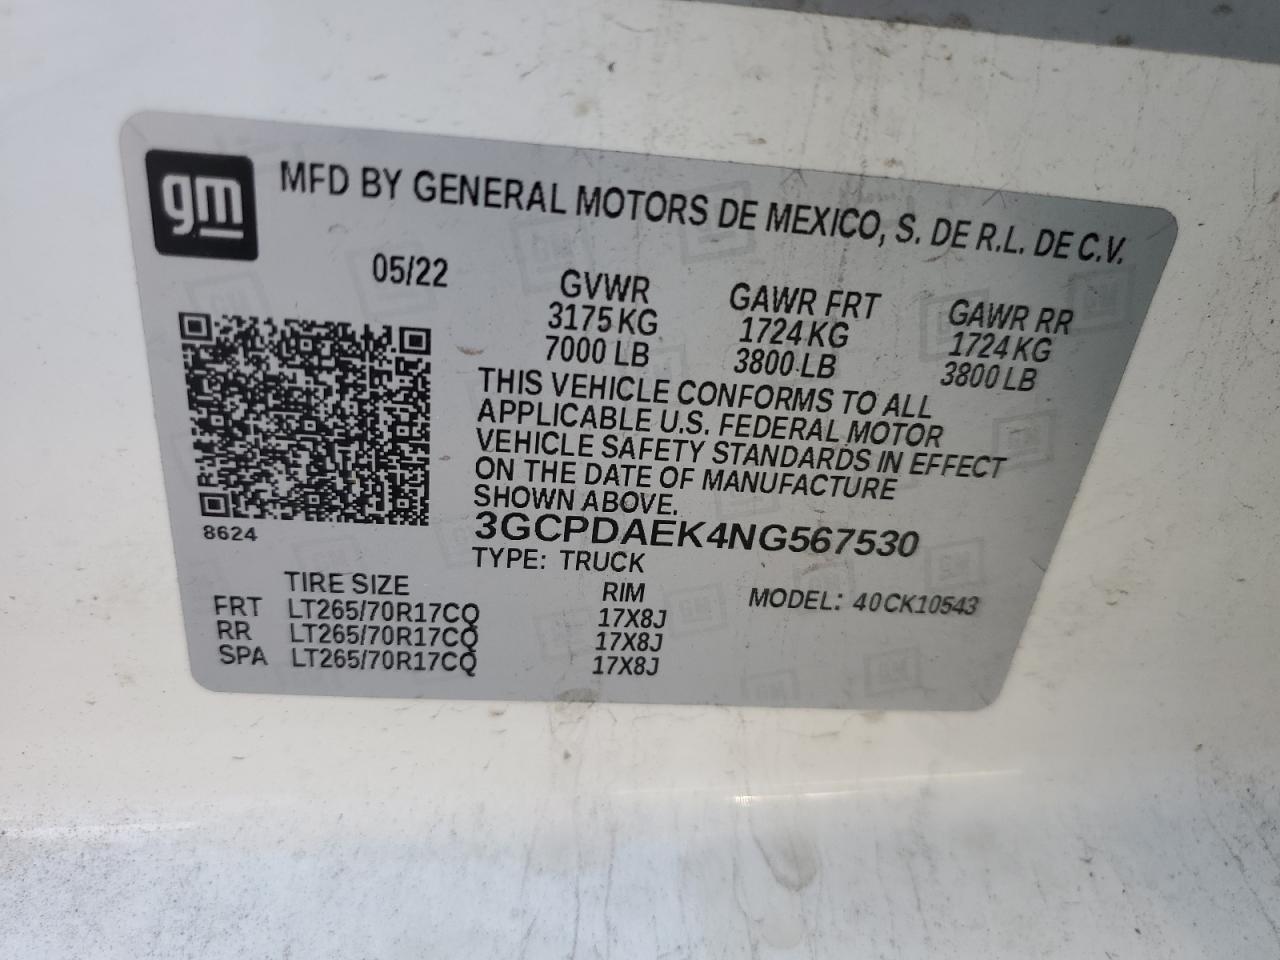 gm
MFD BY GENERAL MOTORS DE MEXICO, S. DE R.L. DE C.V.
05/22 GVWR GAWR FRT GAWR RR
3175 KG 1724 KG 1724 KG
7000 LB 3800 LB 3800 LB
THIS VEHICLE CONFORMS TO ALL
APPLICABLE U.S. FEDERAL MOTOR
VEHICLE SAFETY STANDARDS IN EFFECT
ON THE DATE OF MANUFACTURE
SHOWN ABOVE.
8624
3GCPDAEK4NG567530
TYPE: TRUCK
TIRE SIZE RIM MODEL: 40CK10543
FRT LT265/70R17CQ 17X8J
RR LT265/70R17CQ 17X8J
SPA LT265/70R17CQ 17X8J